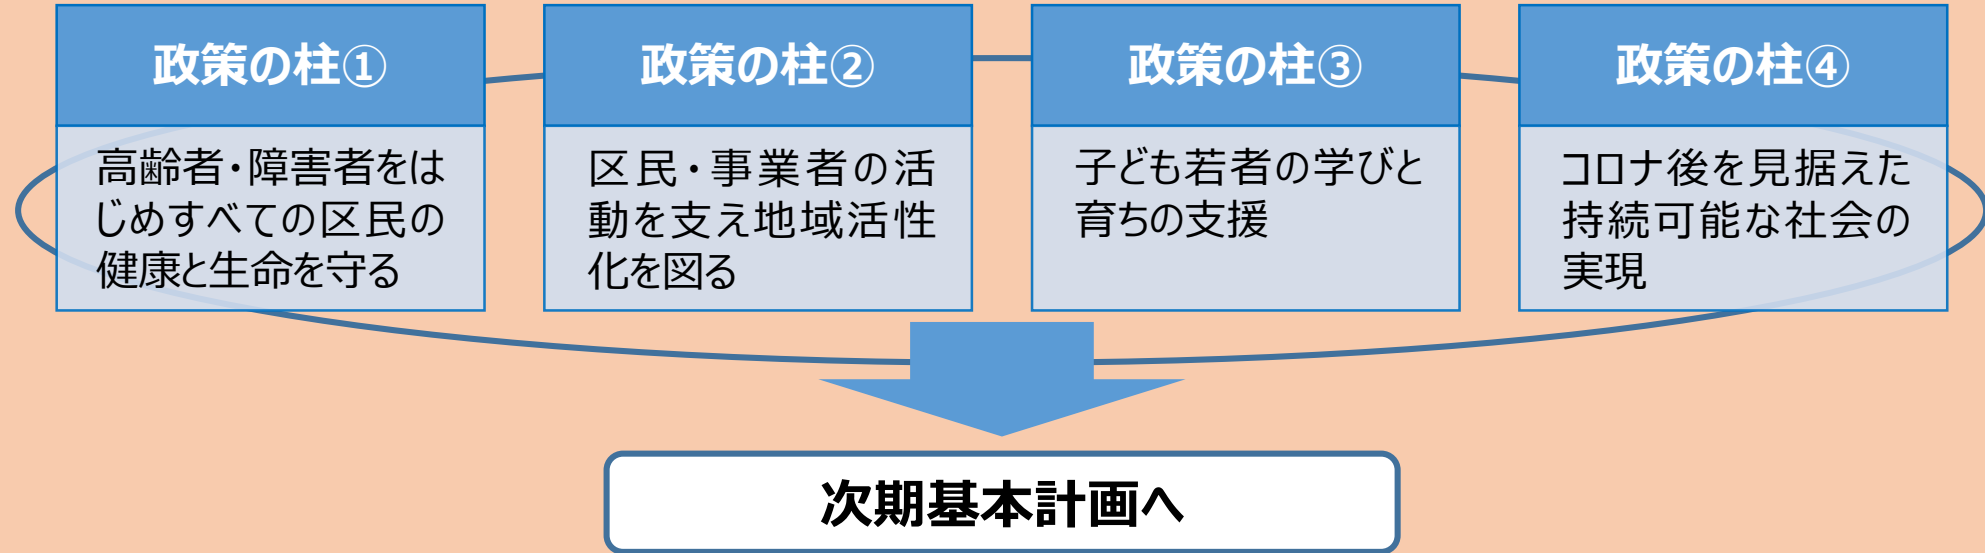 政策の柱①
高齢者・障害者をは
じめすべての区民の
健康と生命を守る
政策の柱②
区民・事業者の活
動を支え地域活性
化を図る
政策の柱③
子ども若者の学びと
育ちの支援
政策の柱④
コロナ後を見据えた
持続可能な社会の
実現
次期基本計画へ